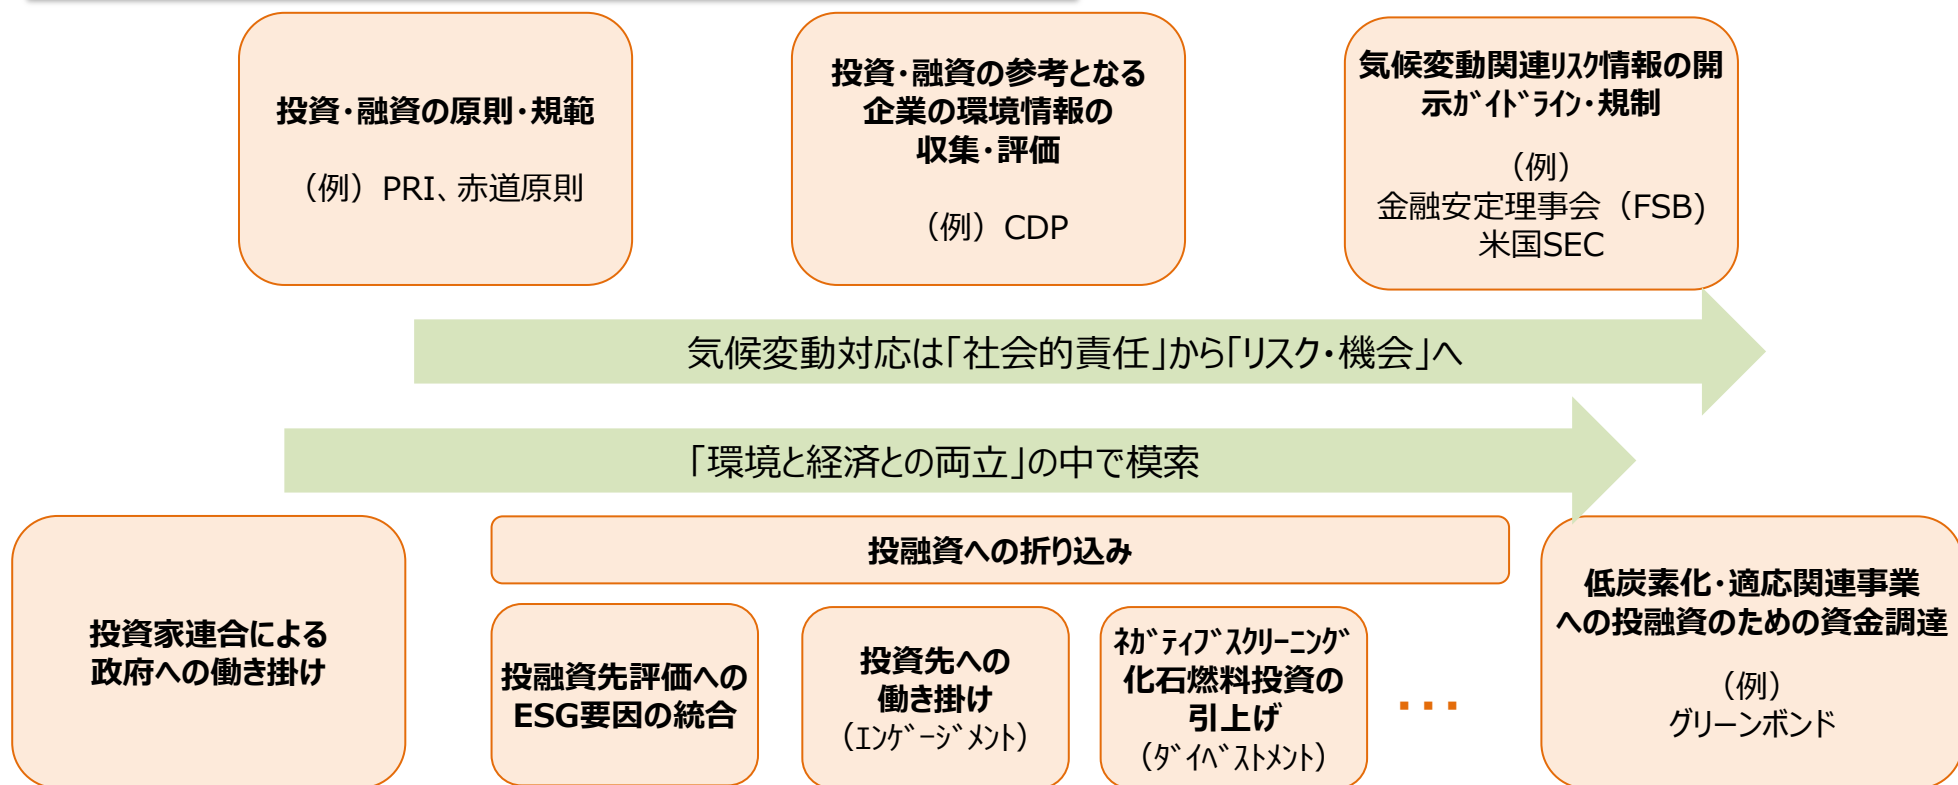 投資・融資の原則・規範
（例）PRI、赤道原則
投資・融資の参考となる
企業の環境情報の
収集・評価
（例）CDP
気候変動関連ﾘｽｸ情報の開
示ｶﾞｲﾄﾞﾗｲﾝ・規制
（例）
金融安定理事会（FSB)
米国SEC
気候変動対応は「社会的責任」から「リスク・機会」へ
「環境と経済との両立」の中で模索
投資家連合による
政府への働き掛け
投融資への折り込み
投融資先評価への
ESG要因の統合
投資先への
働き掛け
（ｴﾝｹﾞｰｼﾞﾒﾝﾄ）
ﾈｶﾞﾃｨﾌﾞｽｸﾘｰﾆﾝｸﾞ
化石燃料投資の
引上げ
（ﾀﾞｲﾍﾞｽﾄﾒﾝﾄ）
・・・
低炭素化・適応関連事業
への投融資のための資金調達
（例）
グリーンボンド